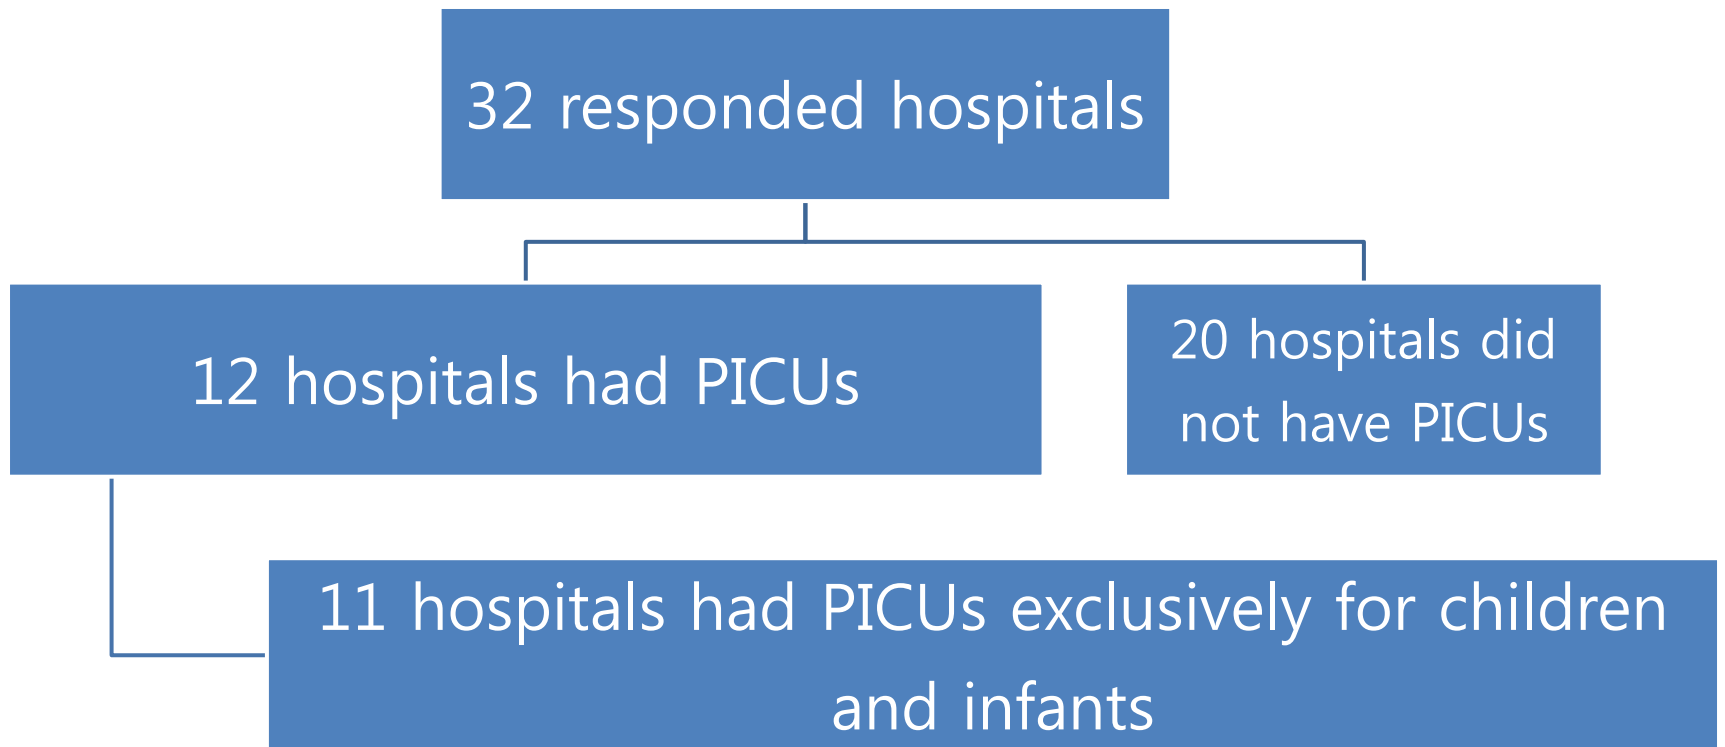 32 responded hospitals
12 hospitals had PICUs
20 hospitals did
not have PICUs
11 hospitals had PICUs exclusively for children
and infants